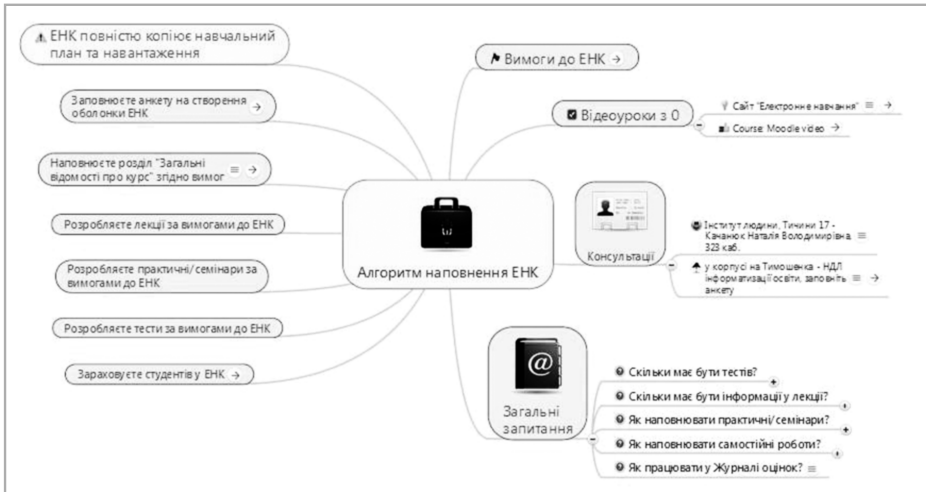 ЕНК повністю копіює навчальний
план та навантаження
Заповнюєте анкету на створення
оболонки ЕНК
Наповнюєте розділ "Загальні
відомості про курс" згідно вимог
Розробляєте лекції за вимогами до ЕНК
Розробляєте практичні/семінари за
вимогами до ЕНК
Розробляєте тести за вимогами до ЕНК
Зараховуєте студентів у ЕНК
Алгоритм наповнення ЕНК
Вимоги до ЕНК
Відеоуроки з 0
Сайт "Електронне навчання"
Course: Moodle video
Консультації
Інститут людини, Тичини 17 -
Качанюк Наталія Володимирівна,
323 каб.
у корпусі на Тимошенка - НДЛ
інформатизації освіти, заповніть
анкету
Загальні
запитання
Скільки має бути тестів?
Скільки має бути інформації у лекції?
Як наповнювати практичні/семінари?
Як наповнювати самостійні роботи?
Як працювати у Журналі оцінок?